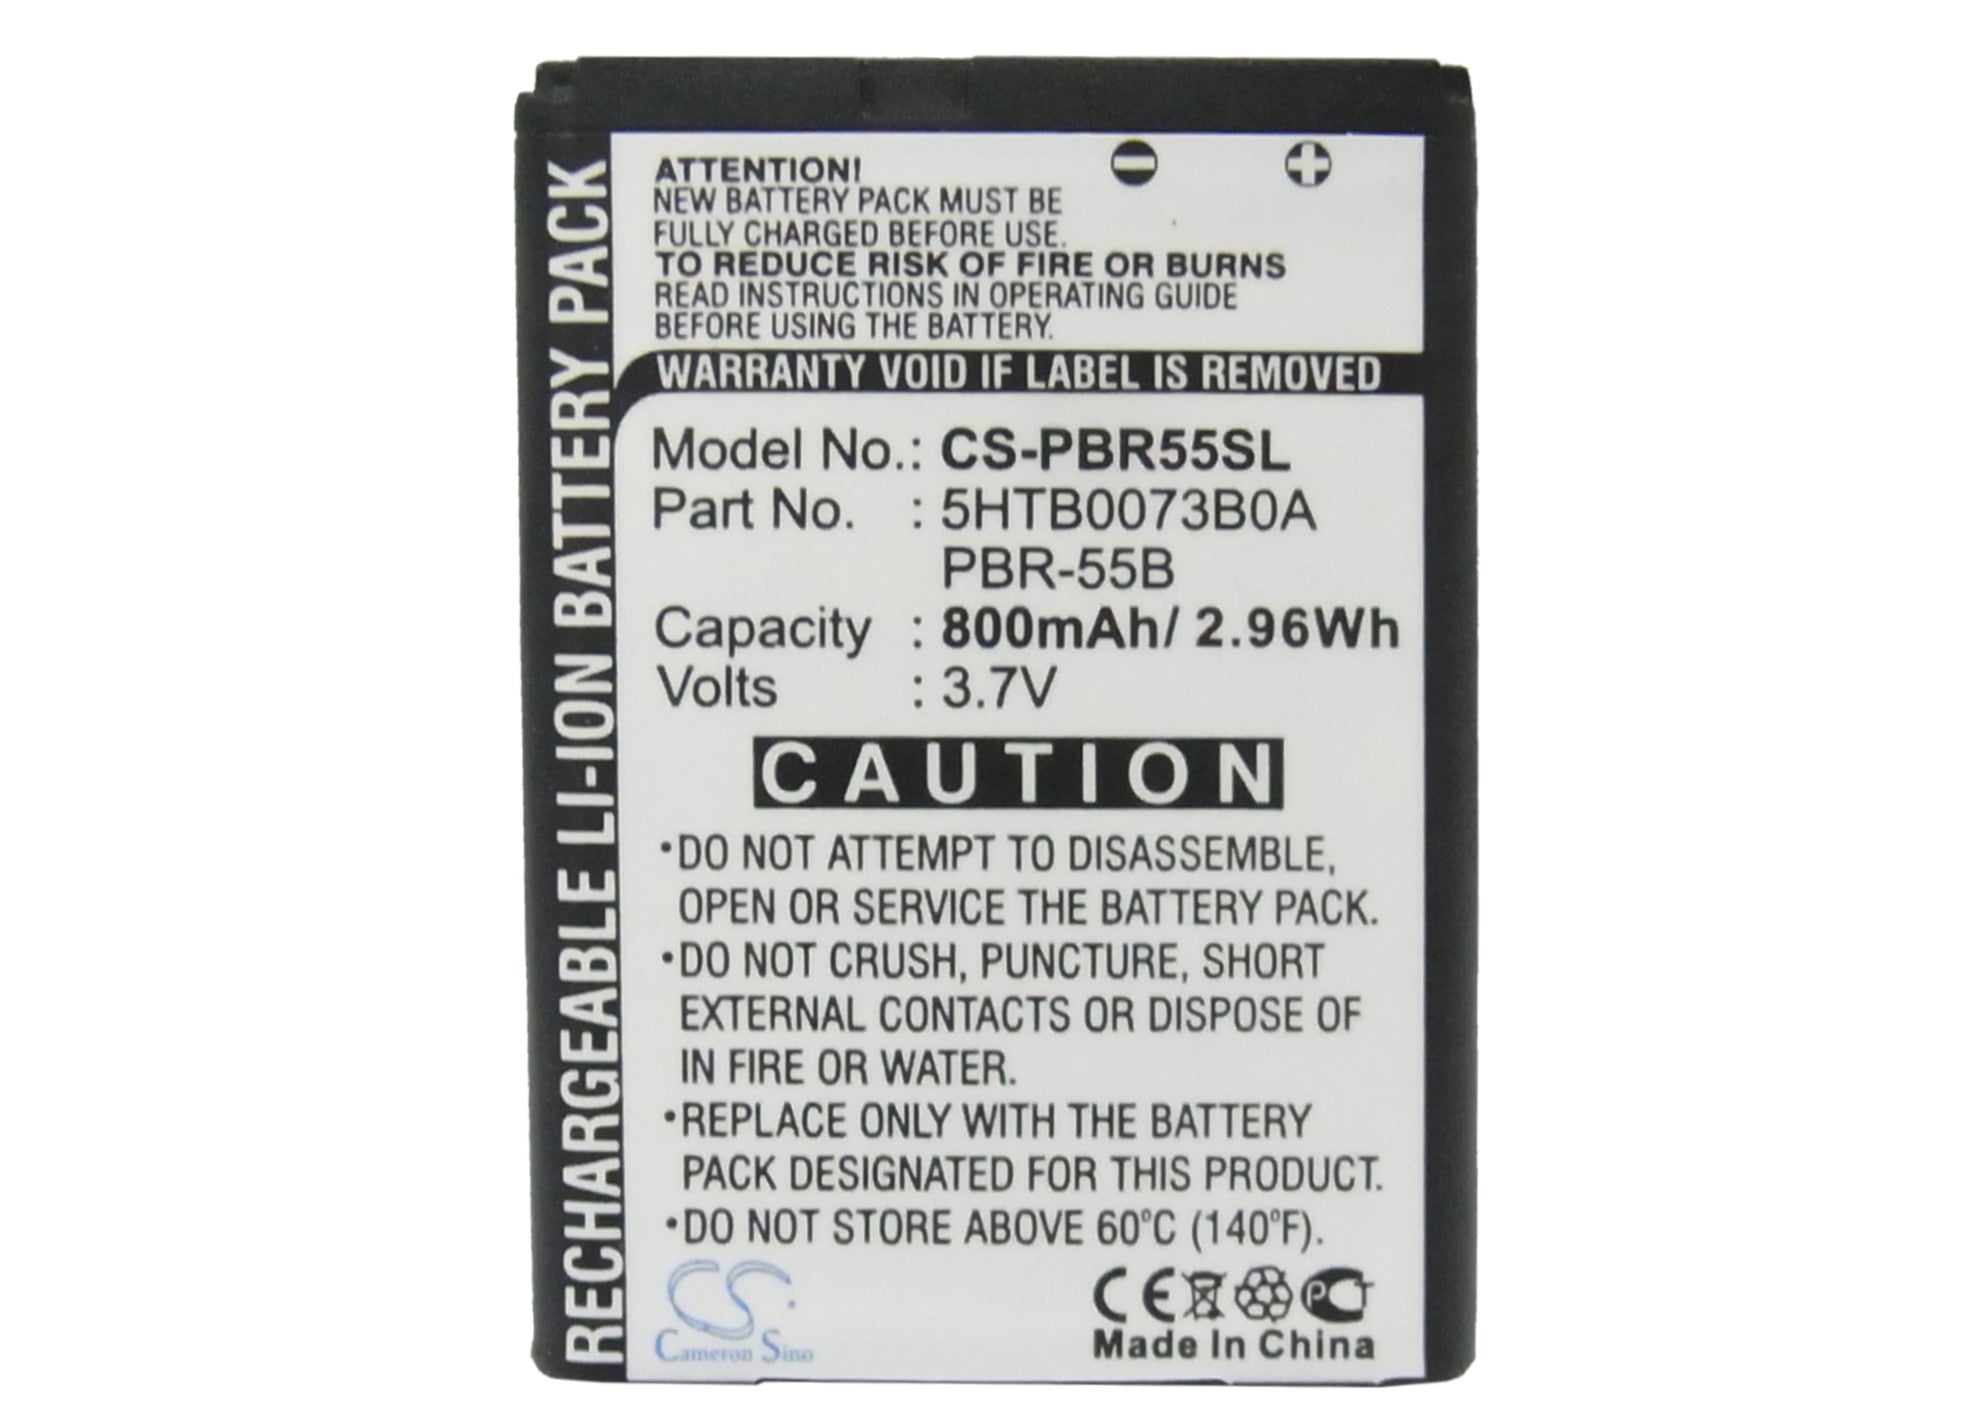 RECHARGEABLE LI-ION BATTERY PACK
ATTENTION!
NEW BATTERY PACK MUST BE
FULLY CHARGED BEFORE USE.
TO REDUCE RISK OF FIRE OR BURNS
READ INSTRUCTIONS IN OPERATING GUIDE
BEFORE USING THE BATTERY.
WARRANTY VOID IF LABEL IS REMOVED
Model No.: CS-PBR55SL
Part No. : 5HTB0073B0A
PBR-55B
Capacity : 800mAh/ 2.96Wh
Volts : 3.7V
CAUTION
•DO NOT ATTEMPT TO DISASSEMBLE,
OPEN OR SERVICE THE BATTERY PACK.
•DO NOT CRUSH, PUNCTURE, SHORT
EXTERNAL CONTACTS OR DISPOSE OF
IN FIRE OR WATER.
•REPLACE ONLY WITH THE BATTERY
PACK DESIGNATED FOR THIS PRODUCT.
•DO NOT STORE ABOVE 60°C (140°F).
CS
Cameron Sino
CE PCT
Made In China